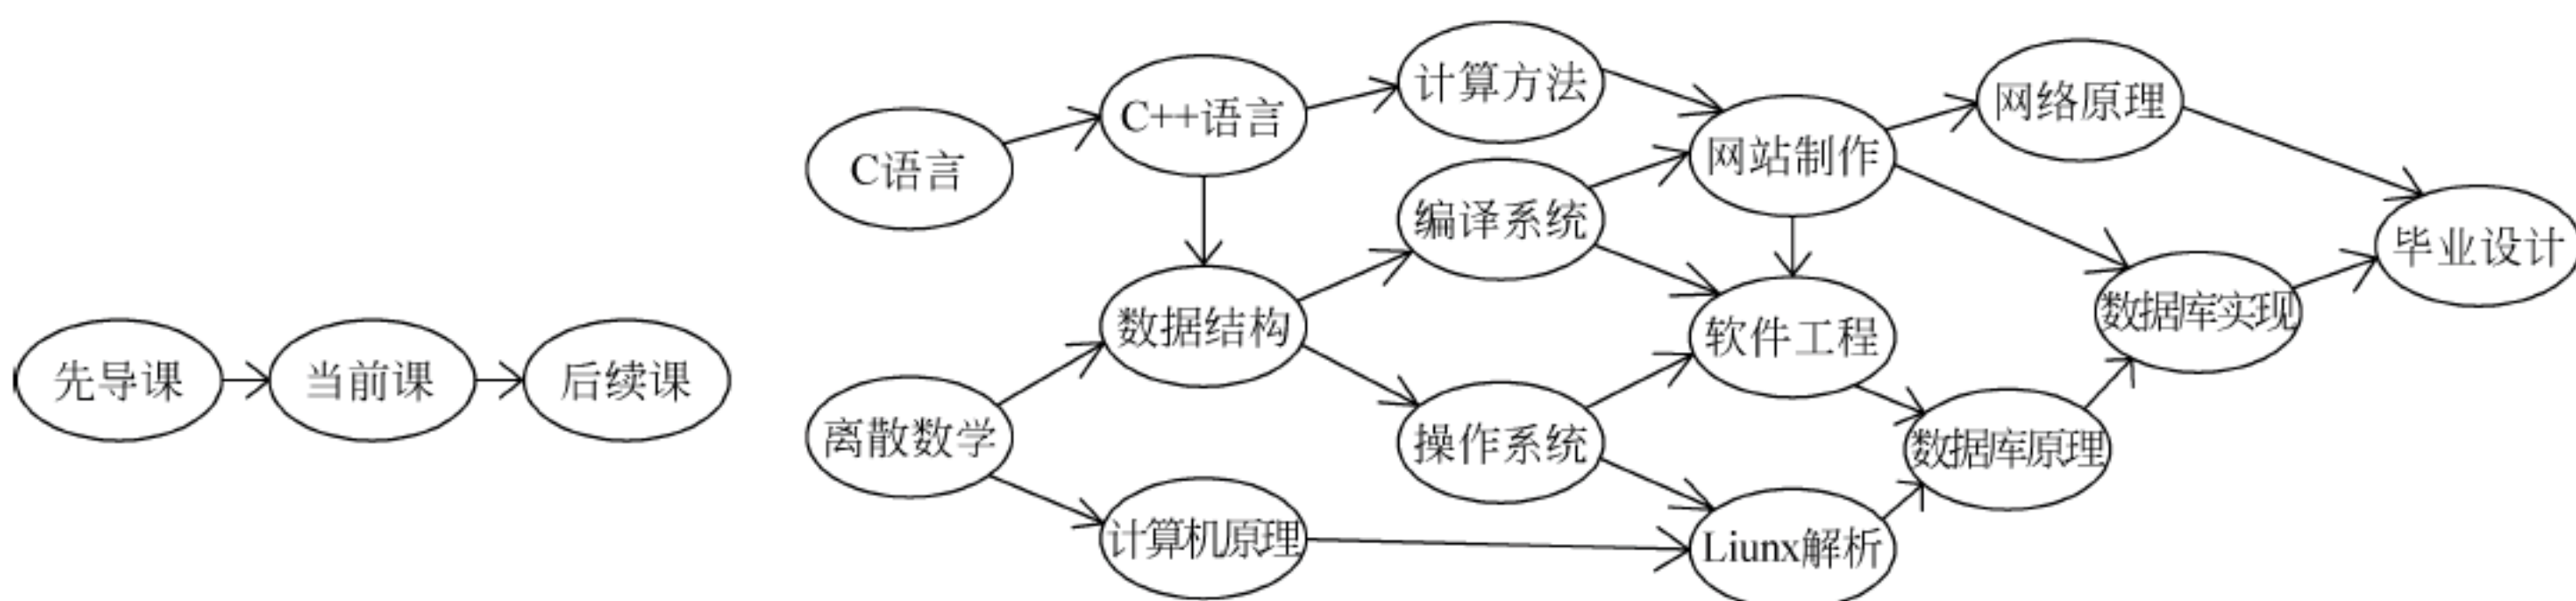 先导课
当前课
后续课
C语言
C++语言
计算方法
网站制作
网络原理
编译系统
毕业设计
数据结构
软件工程
数据库实现
离散数学
操作系统
数据库原理
计算机原理
Liunx解析